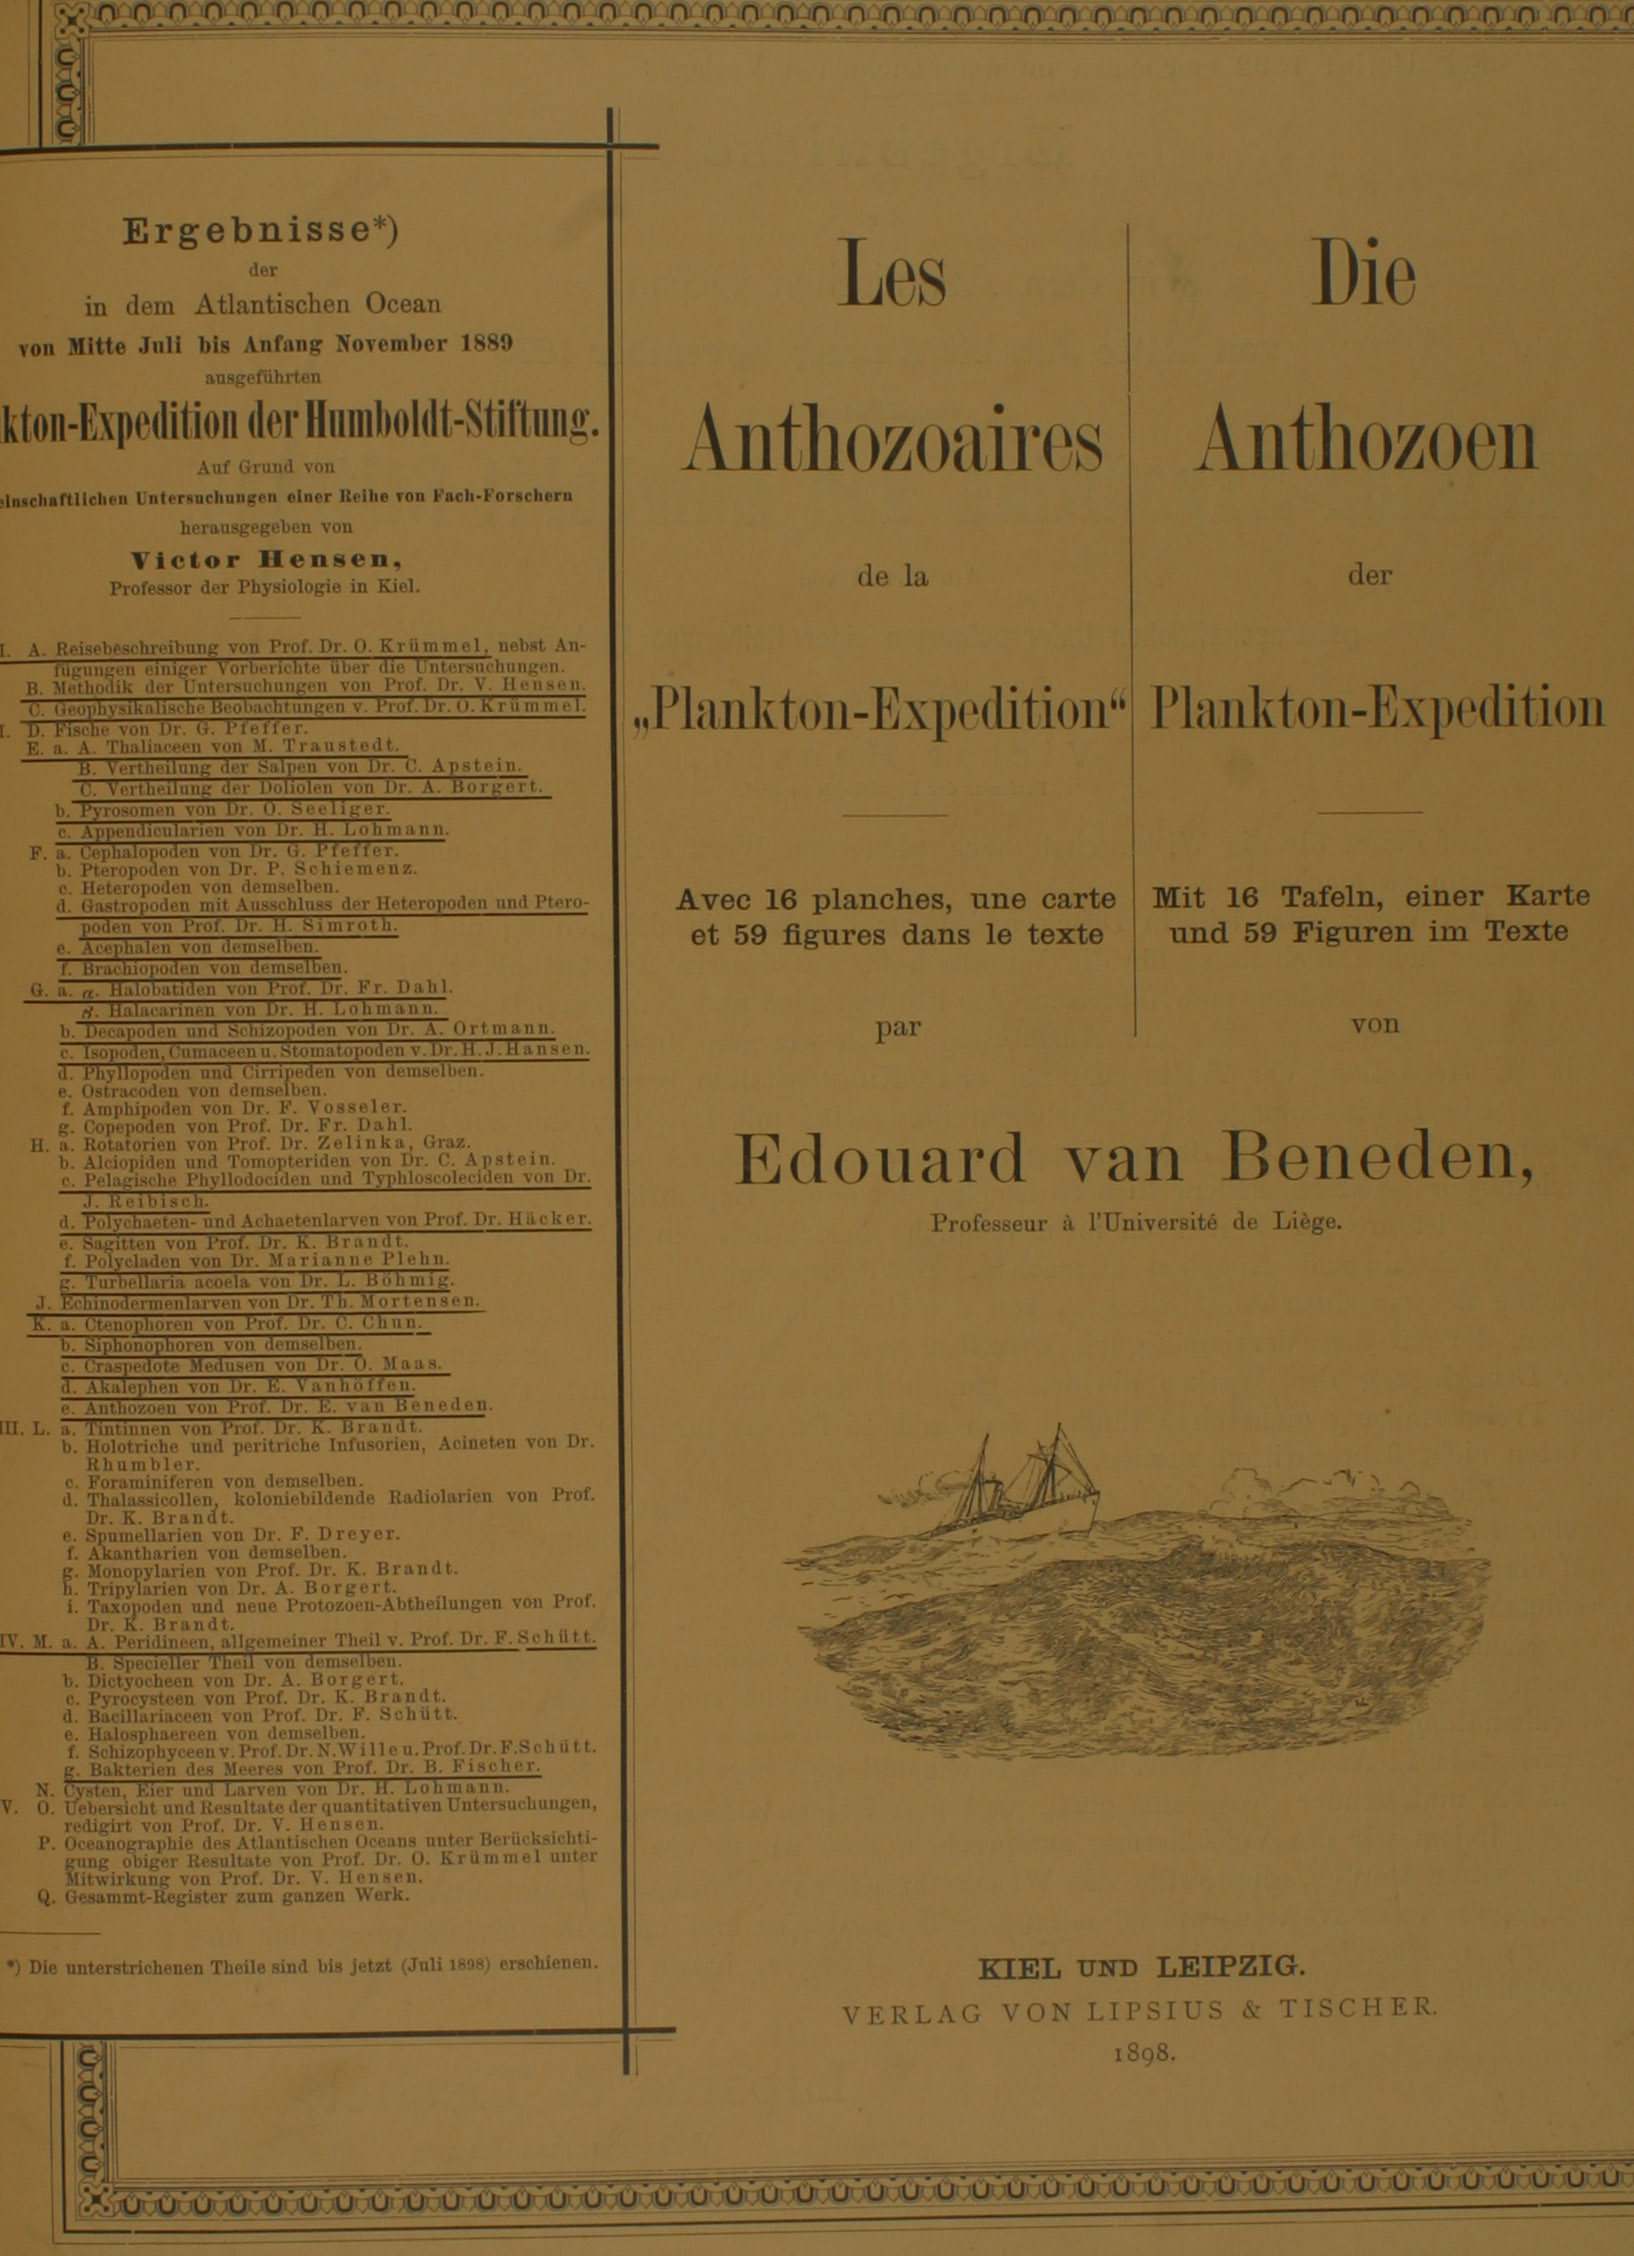 Ergebnisse*)
der
in dem Atlantischen Ocean
von Mitte Juli bis Anfang November 1889
ausgeführten
kton-Expedition der Humboldt-Stiftung.
Auf Grund von
einschaftlichen Untersuchungen einer Reihe von Fach-Forschern
herausgegeben von
Victor Hensen,
Professor der Physiologie in Kiel.
I. A. Reisebeschreibung von Prof. Dr. O. Krümmel, nebst An-
fügungen einiger Vorberichte über die Untersuchungen.
B. Methodik der Untersuchungen von Prof. Dr. V. Hensen.
C. Geophysikalische Beobachtungen v. Prof. Dr. O. Krümmel.
I. D. Fische von Dr. G. Pfeffer.
E. a. A. Thaliaceen von M. Traustedt.
B. Vertheilung der Salpen von Dr. C. Apstein.
C. Vertheilung der Doliolen von Dr. A. Borgert.
b. Pyrosomen von Dr. O. Seeliger.
c. Appendicularien von Dr. H. Lohmann.
F. a. Cephalopoden von Dr. G. Pfeffer.
b. Pteropoden von Dr. P. Schiemenz.
c. Heteropoden von demselben.
d. Gastropoden mit Ausschluss der Heteropoden und Ptero-
poden von Prof. Dr. H. Simroth.
e. Acephalen von demselben.
f. Brachiopoden von demselben.
G. a. α. Halobatiden von Prof. Dr. Fr. Dahl.
β. Halacarinen von Dr. H. Lohmann.
b. Decapoden und Schizopoden von Dr. A. Ortmann.
c. Isopoden, Cumaceen u. Stomatopoden v. Dr. H. J. Hansen.
d. Phyllopoden und Cirripeden von demselben.
e. Ostracoden von demselben.
f. Amphipoden von Dr. F. Vosseler.
g. Copepoden von Prof. Dr. Fr. Dahl.
H. a. Rotatorien von Prof. Dr. Zelinka, Graz.
b. Alciopiden und Tomopteriden von Dr. C. Apstein.
c. Pelagische Phyllodociden und Typhloscoleciden von Dr.
J. Reibisch.
d. Polychaeten- und Achaetenlarven von Prof. Dr. Häcker.
e. Sagitten von Prof. Dr. K. Brandt.
f. Polycladen von Dr. Marianne Plehn.
g. Turbellaria acoela von Dr. L. Böhmig.
J. Echinodermenlarven von Dr. Th. Mortensen.
K. a. Ctenophoren von Prof. Dr. C. Chun.
b. Siphonophoren von demselben.
c. Craspedote Medusen von Dr. O. Maas.
d. Akalephen von Dr. E. Vanhöffen.
e. Anthozoen von Prof. Dr. E. van Beneden.
III. L. a. Tintinnen von Prof. Dr. K. Brandt.
b. Holotriche und peritriche Infusorien, Acineten von Dr.
Rhumbler.
c. Foraminiferen von demselben.
d. Thalassicollen, koloniebildende Radiolarien von Prof.
Dr. K. Brandt.
e. Spumellarien von Dr. F. Dreyer.
f. Akantharien von demselben.
g. Monopylarien von Prof. Dr. K. Brandt.
h. Tripylarien von Dr. A. Borgert.
i. Taxopoden und neue Protozoen-Abtheilungen von Prof.
Dr. K. Brandt.
IV. M. a. A. Peridineen, allgemeiner Theil v. Prof. Dr. F. Schütt.
B. Specieller Theil von demselben.
b. Dictyocheen von Dr. A. Borgert.
c. Pyrocysteen von Prof. Dr. K. Brandt.
d. Bacillariaceen von Prof. Dr. F. Schütt.
e. Halosphaereen von demselben.
f. Schizophyceen v. Prof. Dr. N. Wille u. Prof. Dr. F. Schütt.
g. Bakterien des Meeres von Prof. Dr. B. Fischer.
N. Cysten, Eier und Larven von Dr. H. Lohmann.
V. O. Uebersicht und Resultate der quantitativen Untersuchungen,
redigirt von Prof. Dr. V. Hensen.
P. Oceanographie des Atlantischen Oceans unter Berücksichti-
gung obiger Resultate von Prof. Dr. O. Krümmel unter
Mitwirkung von Prof. Dr. V. Hensen.
Q. Gesammt-Register zum ganzen Werk.
*) Die unterstrichenen Theile sind bis jetzt (Juli 1898) erschienen.
Les
Anthozoaires
de la
„Plankton-Expedition“
Avec 16 planches, une carte
et 59 figures dans le texte
par
Die
Anthozoen
der
Plankton-Expedition
Mit 16 Tafeln, einer Karte
und 59 Figuren im Texte
von
Edouard van Beneden,
Professeur à l'Université de Liège.
KIEL UND LEIPZIG.
VERLAG VON LIPSIUS & TISCHER.
1898.